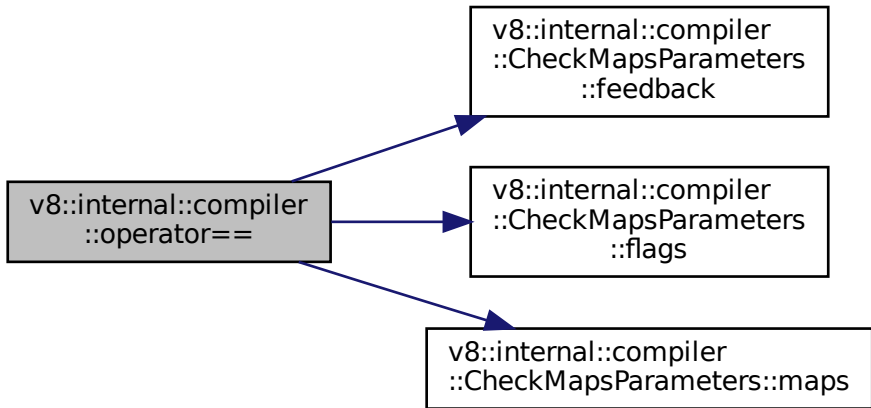 v8::internal::compiler
::operator==
v8::internal::compiler
::CheckMapsParameters
::feedback
v8::internal::compiler
::CheckMapsParameters
::flags
v8::internal::compiler
::CheckMapsParameters::maps